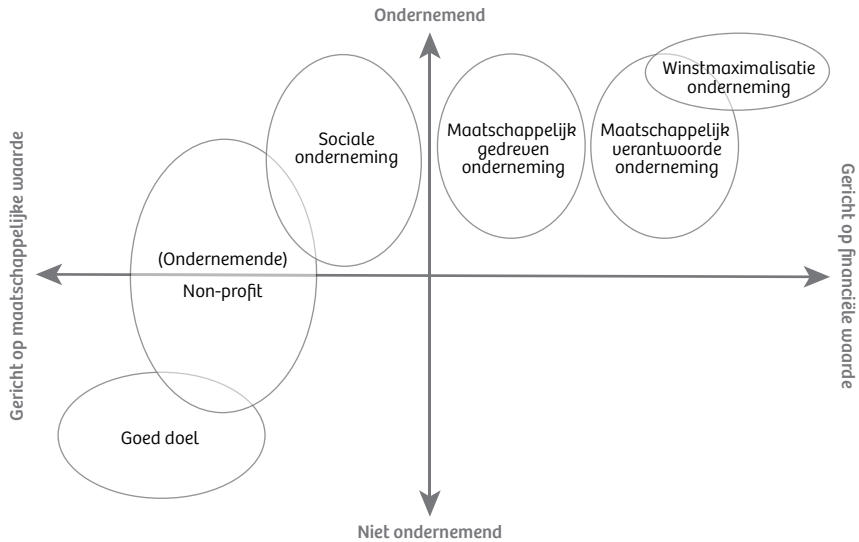 Ondernemend
Winstmaximalisatie
onderneming
Sociale
onderneming
Maatschappelijk
gedreven
onderneming
Maatschappelijk
verantwoorde
onderneming
Gericht op maatschappelijke waarde
Gericht op financiële waarde
(Ondernemende)
Non-profit
Goed doel
Niet ondernemend